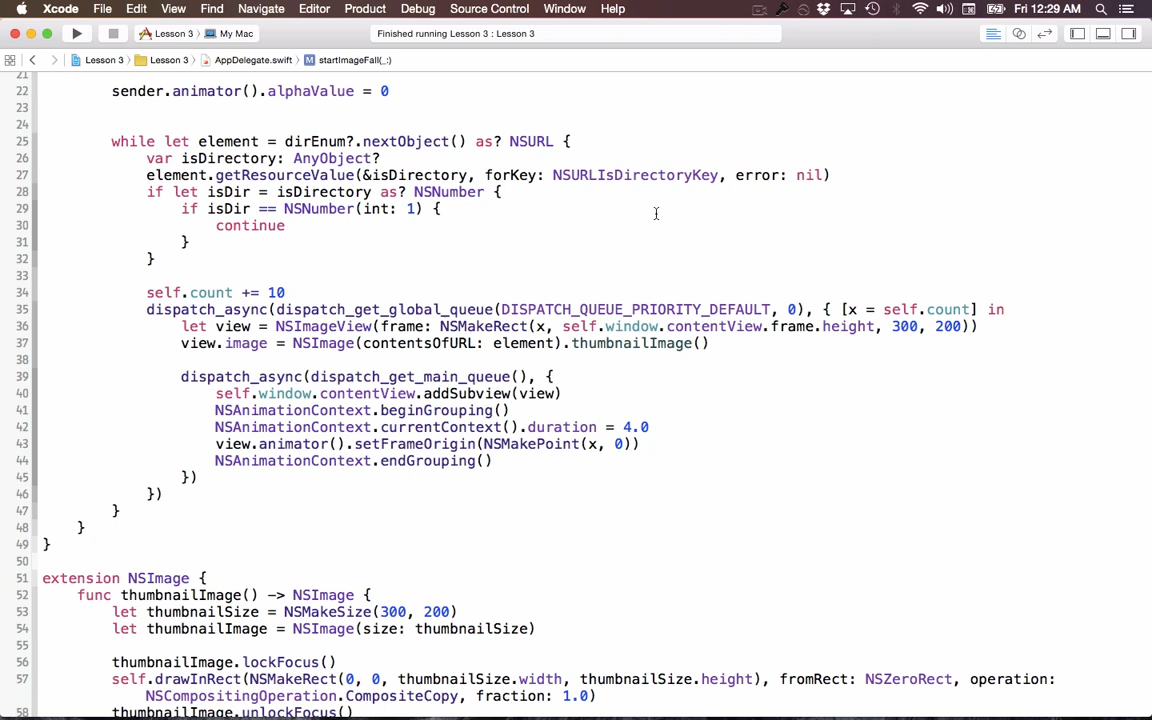 Xcode File Edit View Find Navigate Editor Product Debug Source Control Window Help Fri 12:29 AM
Lesson 3 My Mac Finished running Lesson 3 : Lesson 3
Lesson 3 Lesson 3 AppDelegate.swift M startImageFall(_:)
21
22 sender.animator().alphaValue = 0
23
24
25 while let element = dirEnum?.nextObject() as? NSURL {
26 var isDirectory: AnyObject?
27 element.getResourceValue(&isDirectory, forKey: NSURLIsDirectoryKey, error: nil)
28 if let isDir = isDirectory as? NSNumber {
29 if isDir == NSNumber(int: 1) {
30 continue
31 }
32 }
33
34 self.count += 10
35 dispatch_async(dispatch_get_global_queue(DISPATCH_QUEUE_PRIORITY_DEFAULT, 0), { [x = self.count] in
36 let view = NSImageView(frame: NSMakeRect(x, self.window.contentView.frame.height, 300, 200))
37 view.image = NSImage(contentsOfURL: element).thumbnailImage()
38
39 dispatch_async(dispatch_get_main_queue(), {
40 self.window.contentView.addSubview(view)
41 NSAnimationContext.beginGrouping()
42 NSAnimationContext.currentContext().duration = 4.0
43 view.animator().setFrameOrigin(NSMakePoint(x, 0))
44 NSAnimationContext.endGrouping()
45 })
46 })
47 }
48 }
49 }
50
51 extension NSImage {
52 func thumbnailImage() -> NSImage {
53 let thumbnailSize = NSMakeSize(300, 200)
54 let thumbnailImage = NSImage(size: thumbnailSize)
55
56 thumbnailImage.lockFocus()
57 self.drawInRect(NSMakeRect(0, 0, thumbnailSize.width, thumbnailSize.height), fromRect: NSZeroRect, operation:
NSCompositingOperation.CompositeCopy, fraction: 1.0)
58 thumbnailImage.unlockFocus()